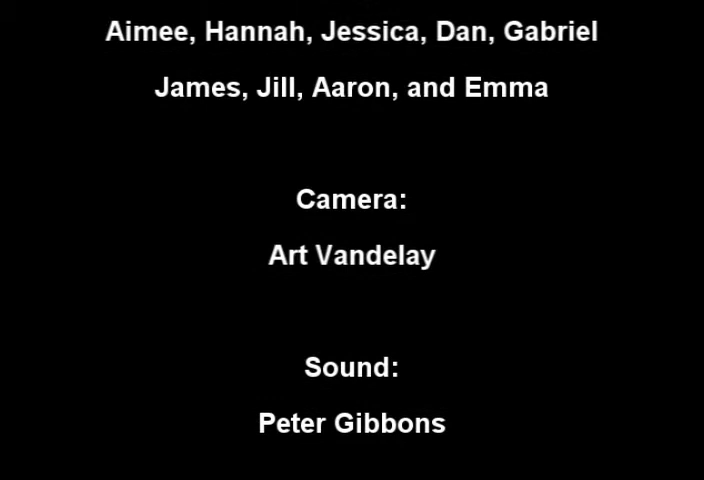 Aimee, Hannah, Jessica, Dan, Gabriel
James, Jill, Aaron, and Emma
Camera:
Art Vandelay
Sound:
Peter Gibbons